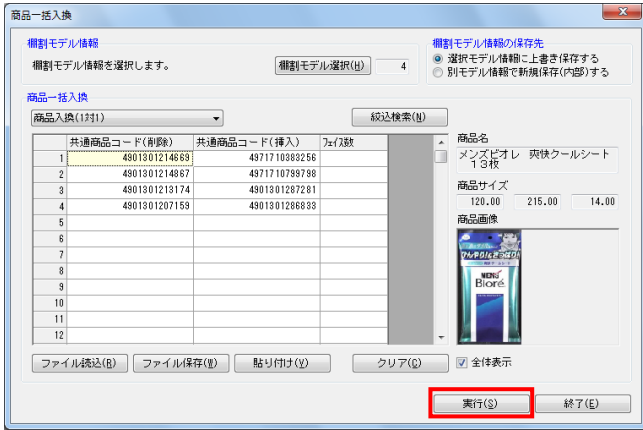 商品一括入換
棚割モデル情報
棚割モデル情報を選択します。
棚割モデル選択(H)
4
棚割モデル情報の保存先
選択モデル情報に上書き保存する
別モデル情報で新規保存(内部)する
商品一括入換
商品入換(1対1)
絞込検索(N)
共通商品コード(削除) 共通商品コード(挿入) フェイス数
1 4901301214669 4971710383256
2 4901301214867 4971710799798
3 4901301213174 4901301287281
4 4901301207159 4901301286833
5
6
7
8
9
10
11
12
商品名
メンズビオレ 爽快クールシート
13枚
商品サイズ
120.00 215.00 14.00
商品画像
MEN'S
Bioré
ファイル読込(R)
ファイル保存(W)
貼り付け(V)
クリア(C)
全体表示
実行(S)
終了(E)